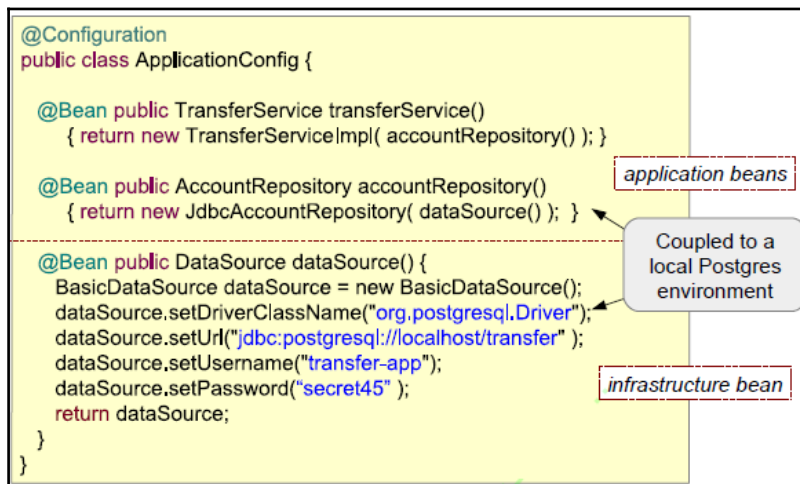 @Configuration
public class ApplicationConfig {
@Bean public TransferService transferService()
{ return new TransferServiceImpl( accountRepository() ); }
application beans
@Bean public AccountRepository accountRepository()
{ return new JdbcAccountRepository( dataSource() ); }
Coupled to a
local Postgres
environment
@Bean public DataSource dataSource() {
BasicDataSource dataSource = new BasicDataSource();
dataSource.setDriverClassName("org.postgresql.Driver");
dataSource.setUrl("jdbc:postgresql://localhost/transfer" );
dataSource.setUsername("transfer-app");
dataSource.setPassword(“secret45” );
infrastructure bean
return dataSource;
}
}